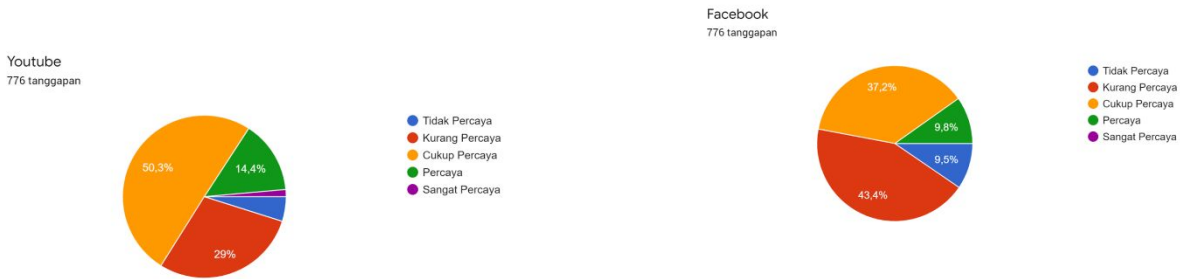 Youtube
776 tanggapan
50,3%
14,4%
29%
Tidak Percaya
Kurang Percaya
Cukup Percaya
Percaya
Sangat Percaya
Facebook
776 tanggapan
37,2%
9,8%
9,5%
43,4%
Tidak Percaya
Kurang Percaya
Cukup Percaya
Percaya
Sangat Percaya